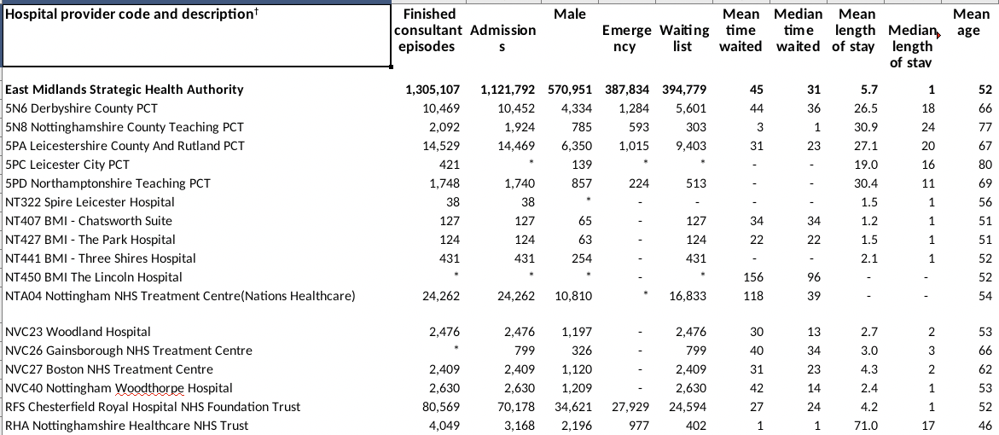 Hospital provider code and description† Finished consultant episodes Admissions Male Emergency Waiting list Mean time waited Median time waited Mean length of stay Median length of stay Mean age
East Midlands Strategic Health Authority 1,305,107 1,121,792 570,951 387,834 394,779 45 31 5.7 1 52
5N6 Derbyshire County PCT 10,469 10,452 4,334 1,284 5,601 44 36 26.5 18 66
5N8 Nottinghamshire County Teaching PCT 2,092 1,924 785 593 303 3 1 30.9 24 77
5PA Leicestershire County And Rutland PCT 14,529 14,469 6,350 1,015 9,403 31 23 27.1 20 67
5PC Leicester City PCT 421 * 139 * * - - 19.0 16 80
5PD Northamptonshire Teaching PCT 1,748 1,740 857 224 513 - - 30.4 11 69
NT322 Spire Leicester Hospital 38 38 * - - - - 1.5 1 56
NT407 BMI - Chatsworth Suite 127 127 65 - 127 34 34 1.2 1 51
NT427 BMI - The Park Hospital 124 124 63 - 124 22 22 1.5 1 51
NT441 BMI - Three Shires Hospital 431 431 254 - 431 - - 2.1 1 52
NT450 BMI The Lincoln Hospital * * * - * 156 96 - - 52
NTA04 Nottingham NHS Treatment Centre(Nations Healthcare) 24,262 24,262 10,810 * 16,833 118 39 - - 54
NVC23 Woodland Hospital 2,476 2,476 1,197 - 2,476 30 13 2.7 2 53
NVC26 Gainsborough NHS Treatment Centre * 799 326 - 799 40 34 3.0 3 66
NVC27 Boston NHS Treatment Centre 2,409 2,409 1,120 - 2,409 31 23 4.3 2 62
NVC40 Nottingham Woodthorpe Hospital 2,630 2,630 1,209 - 2,630 42 14 2.4 1 53
RFS Chesterfield Royal Hospital NHS Foundation Trust 80,569 70,178 34,621 27,929 24,594 27 24 4.2 1 52
RHA Nottinghamshire Healthcare NHS Trust 4,049 3,168 2,196 977 402 1 1 71.0 17 46